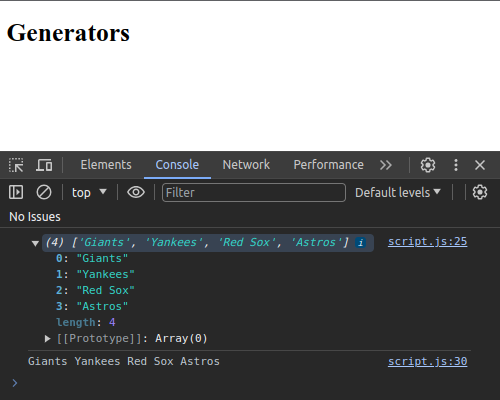 Generators
Elements Console Network Performance
top Filter Default levels
No Issues
(4) ['Giants', 'Yankees', 'Red Sox', 'Astros'] i script.js:25
0: "Giants"
1: "Yankees"
2: "Red Sox"
3: "Astros"
length: 4
[[Prototype]]: Array(0)
Giants Yankees Red Sox Astros script.js:30